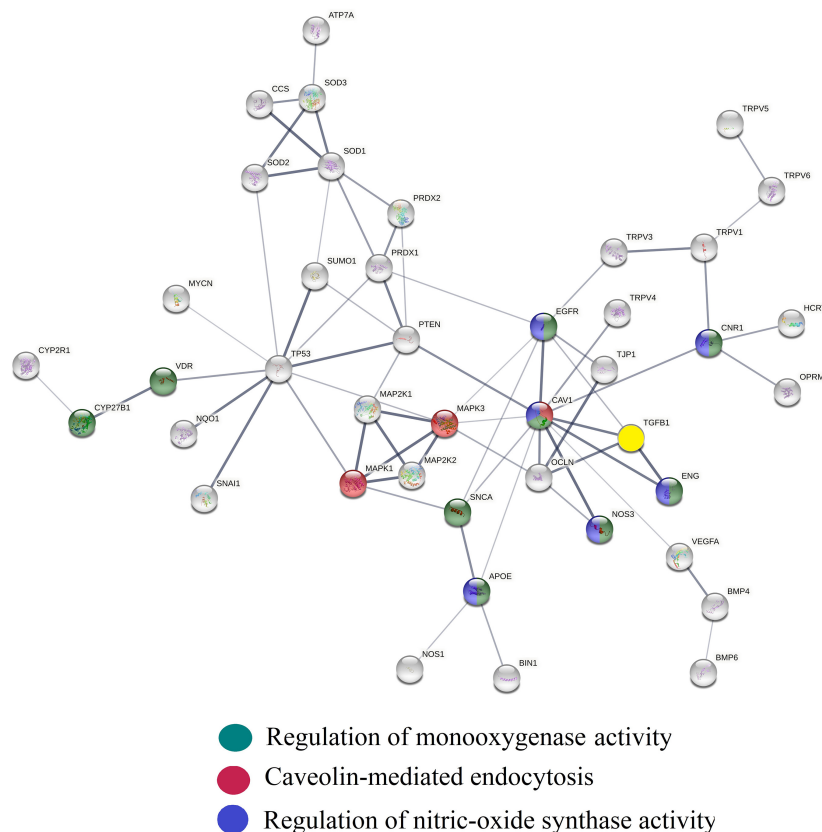 ATP7A
CCS
SOD3
TRPV5
SOD1
SOD2
TRPV6
PRDX2
TRPV3
TRPV1
PRDX1
SUMO1
MYCN
TRPV4
HCR
EGFR
CNR1
PTEN
CYP2R1
TP53
TJP1
VDR
OPRM
MAP2K1
CAV1
CYP27B1
MAPK3
TGFB1
NQO1
MAP2K2
OCLN
MAPK1
ENG
SNAI1
SNCA
NOS3
VEGFA
APOE
BMP4
NOS1
BIN1
BMP6
Regulation of monooxygenase activity
Caveolin-mediated endocytosis
Regulation of nitric-oxide synthase activity